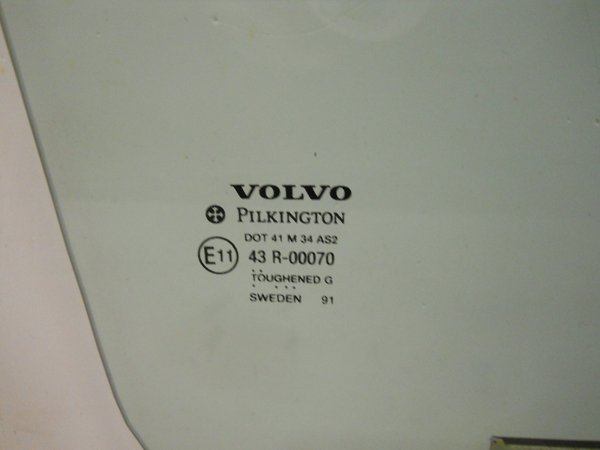 VOLVO
PILKINGTON
DOT 41 M 34 AS2
E11 43 R-00070
TOUGHENED G
SWEDEN 91